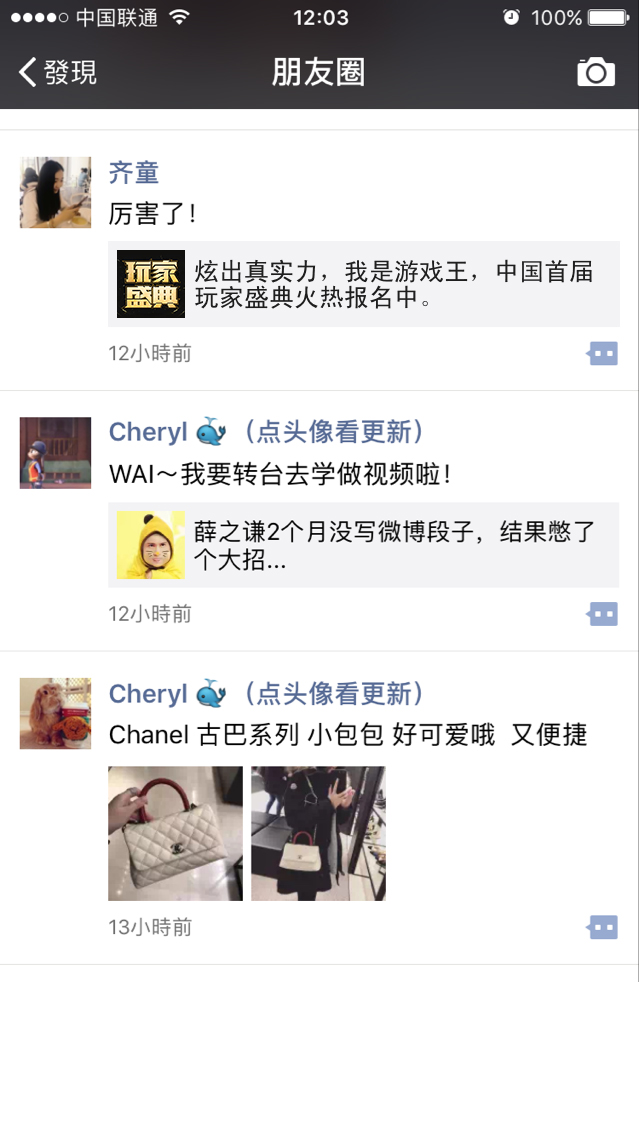 中国联通 12:03 100%
發現 朋友圈
齐童
厉害了！
玩家
盛典
炫出真实力，我是游戏王，中国首届
玩家盛典火热报名中。
12小時前
Cheryl 🐳（点头像看更新）
WAI～我要转台去学做视频啦！
薛之谦2个月没写微博段子，结果憋了
个大招...
12小時前
Cheryl 🐳（点头像看更新）
Chanel 古巴系列 小包包 好可爱哦 又便捷
13小時前